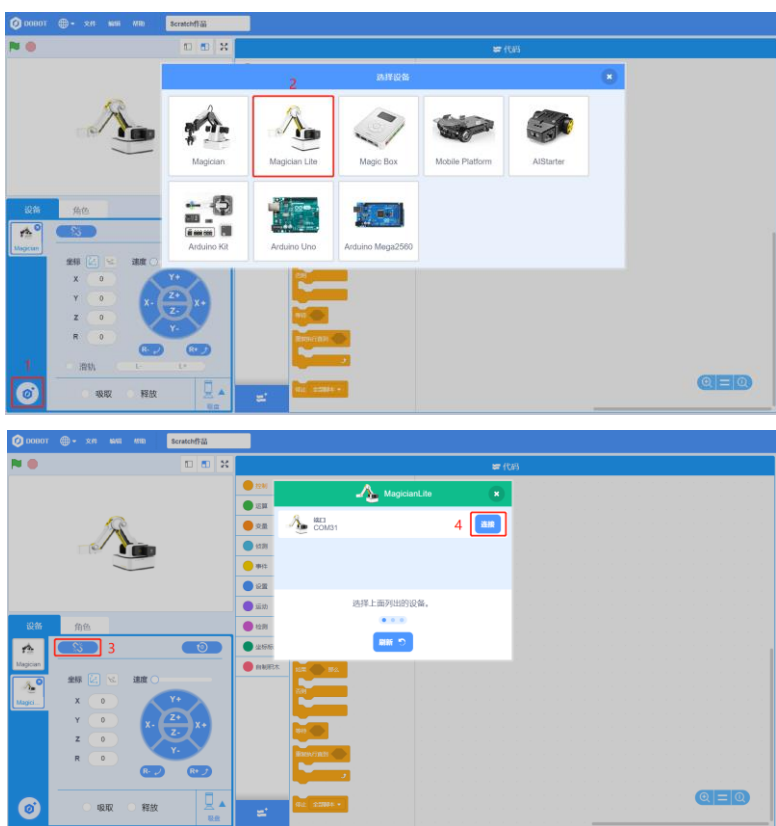 DOBOT 文件 编辑 帮助 Scratch作品
代码
选择设备
2
Magician Magician Lite Magic Box Mobile Platform AIStarter
Arduino Kit Arduino Uno Arduino Mega2560
设备 角色
Magician
坐标 速度
X 0
Y 0
Z 0
R 0
Y+
X- Z+ X+
Z-
Y-
R- R+
1
滑轨 L- L+
吸取 释放
DOBOT 文件 编辑 帮助 Scratch作品
代码
控制
运算
变量
侦测
事件
设置
运动
检测
自制积木
MagicianLite
端口
COM31
4 连接
选择上面列出的设备。
刷新
设备 角色
3
Magician
Magici...
坐标 速度
X 0
Y 0
Z 0
R 0
Y+
X- Z+ X+
Z-
Y-
R- R+
吸取 释放
吸盘